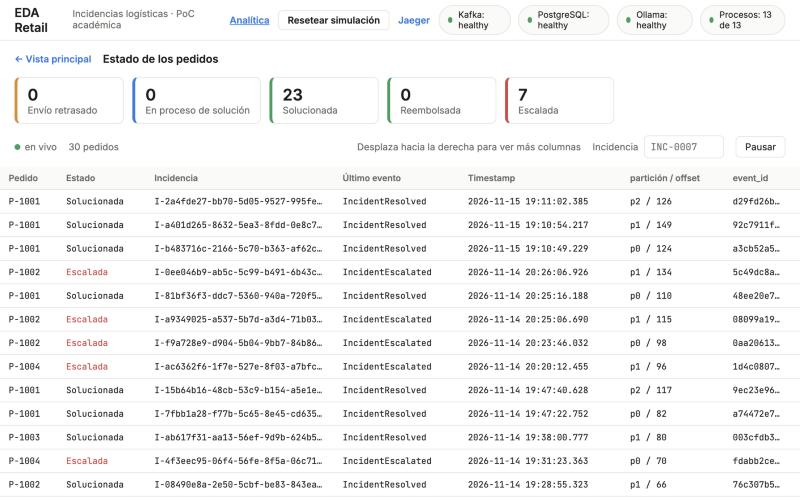 EDA Retail
Incidencias logísticas · PoC académica
Analítica
Resetear simulación
Jaeger
Kafka: healthy
PostgreSQL: healthy
Ollama: healthy
Procesos: 13 de 13
← Vista principal Estado de los pedidos
0
Envío retrasado
0
En proceso de solución
23
Solucionada
0
Reembolsada
7
Escalada
en vivo 30 pedidos Desplaza hacia la derecha para ver más columnas Incidencia INC-0007 Pausar
Pedido Estado Incidencia Último evento Timestamp partición / offset event_id
P-1001 Solucionada I-2a4fde27-bb70-5d05-9527-995fe… IncidentResolved 2026-11-15 19:11:02.385 p2 / 126 d29fd26b…
P-1001 Solucionada I-a401d265-8632-5ea3-8fdd-0e8c7… IncidentResolved 2026-11-15 19:10:54.217 p1 / 149 92c7911f…
P-1001 Solucionada I-b483716c-2166-5c70-b363-af62c… IncidentResolved 2026-11-15 19:10:49.229 p0 / 124 a3cb52a5…
P-1002 Escalada I-0ee046b9-ab5c-5c99-b491-6b43c… IncidentEscalated 2026-11-14 20:26:06.926 p1 / 134 5c49dc8a…
P-1001 Solucionada I-81bf36f3-ddc7-5360-940a-720f5… IncidentResolved 2026-11-14 20:25:16.188 p0 / 110 48ee20e7…
P-1002 Escalada I-a9349025-a537-5b7d-a3d4-71b03… IncidentEscalated 2026-11-14 20:25:06.690 p1 / 115 08099a19…
P-1002 Escalada I-f9a728e9-d904-5b04-9bb7-84b86… IncidentEscalated 2026-11-14 20:23:46.032 p0 / 98 0aa20613…
P-1004 Escalada I-ac6362f6-1f7e-527e-8f03-a7bfc… IncidentEscalated 2026-11-14 20:20:12.455 p1 / 96 1d4c0807…
P-1001 Solucionada I-15b64b16-48cb-53c9-b154-a5e1e… IncidentResolved 2026-11-14 19:47:40.628 p2 / 117 9ec23e96…
P-1001 Solucionada I-7fbb1a28-f77b-5c65-8e45-cd635… IncidentResolved 2026-11-14 19:47:22.752 p0 / 82 a74472e7…
P-1003 Solucionada I-ab617f31-aa13-56ef-9d9b-624b5… IncidentResolved 2026-11-14 19:38:00.777 p1 / 80 003cfdb3…
P-1004 Escalada I-4f3eec95-06f4-56fe-8f5a-06c71… IncidentEscalated 2026-11-14 19:31:23.363 p0 / 70 fdabb2ce…
P-1002 Solucionada I-08490e8a-2e50-5cbf-be83-843ea… IncidentResolved 2026-11-14 19:28:55.323 p1 / 66 76c307b5…